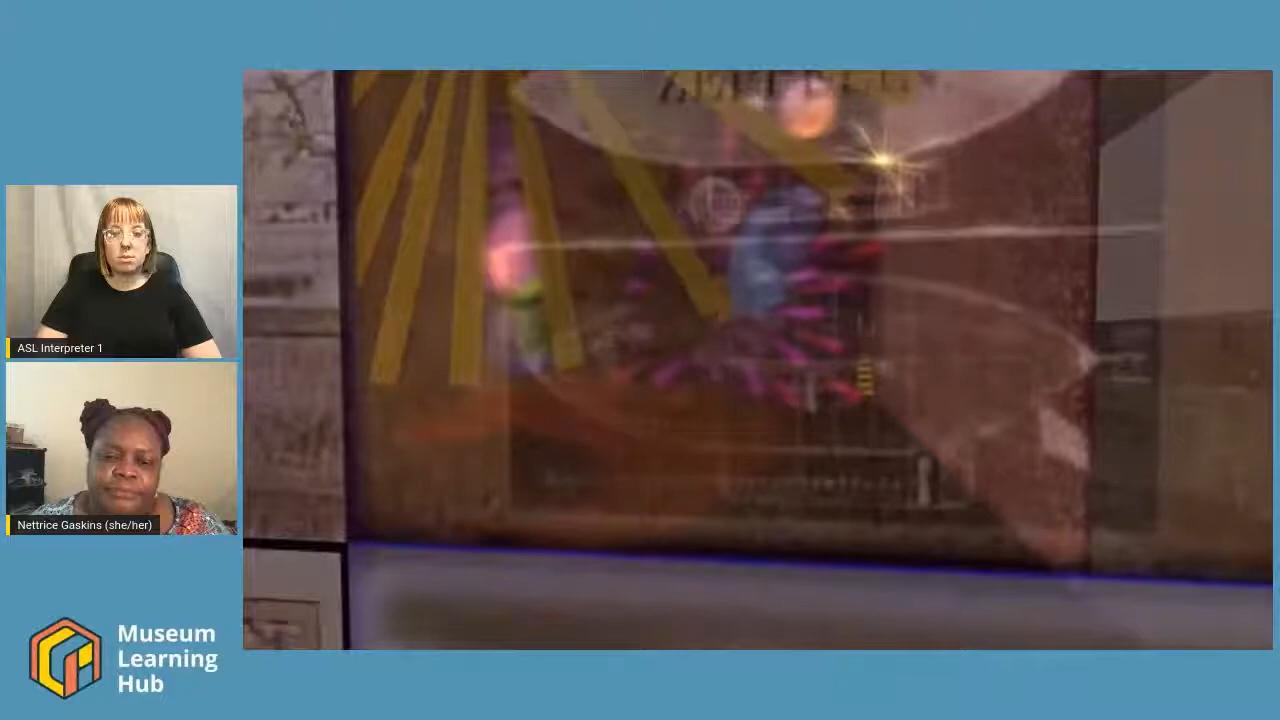 ASL Interpreter 1
Nettrice Gaskins (she/her)
Museum
Learning
Hub